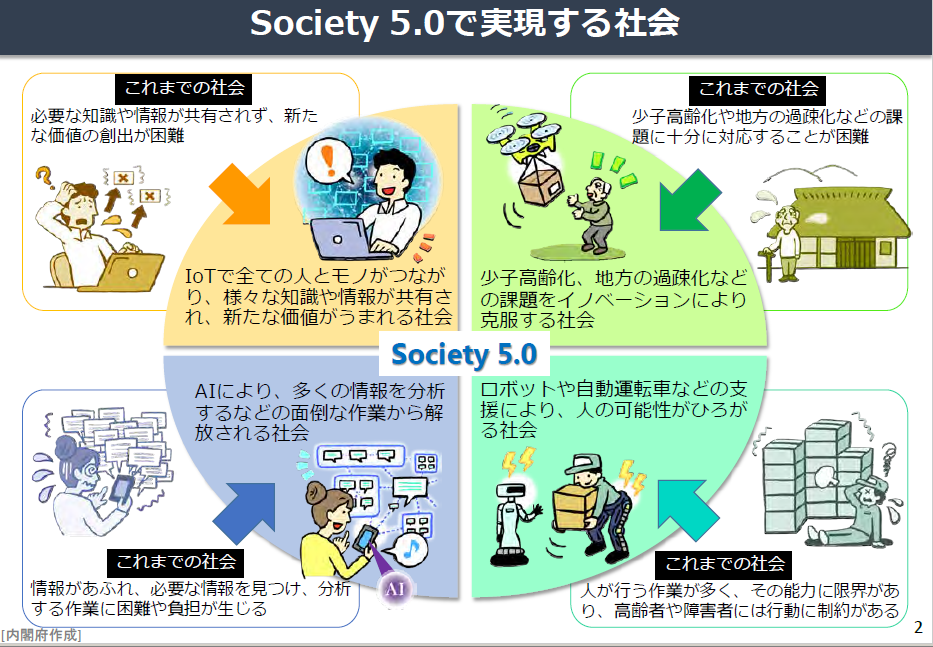 Society 5.0で実現する社会
これまでの社会
必要な知識や情報が共有されず、新た
な価値の創出が困難
これまでの社会
少子高齢化や地方の過疎化などの課
題に十分に対応することが困難
IoTで全ての人とモノがつなが
り、様々な知識や情報が共有さ
れ、新たな価値がうまれる社会
少子高齢化、地方の過疎化など
の課題をイノベーションにより
克服する社会
Society 5.0
AIにより、多くの情報を分析
するなどの面倒な作業から解
放される社会
ロボットや自動運転車などの支
援により、人の可能性がひろが
る社会
AI
これまでの社会
情報があふれ、必要な情報を見つけ、分析
する作業に困難や負担が生じる
これまでの社会
人が行う作業が多く、その能力に限界があ
り、高齢者や障害者には行動に制約がある
[内閣府作成]
2